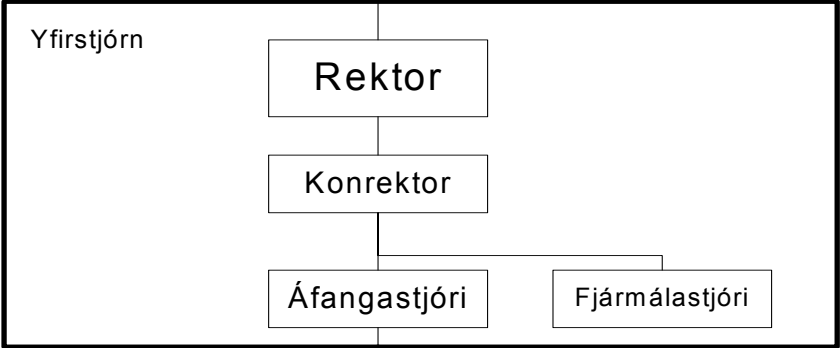 Yfirstjórn
Rektor
Konrektor
Áfangastjóri
Fjármálastjóri